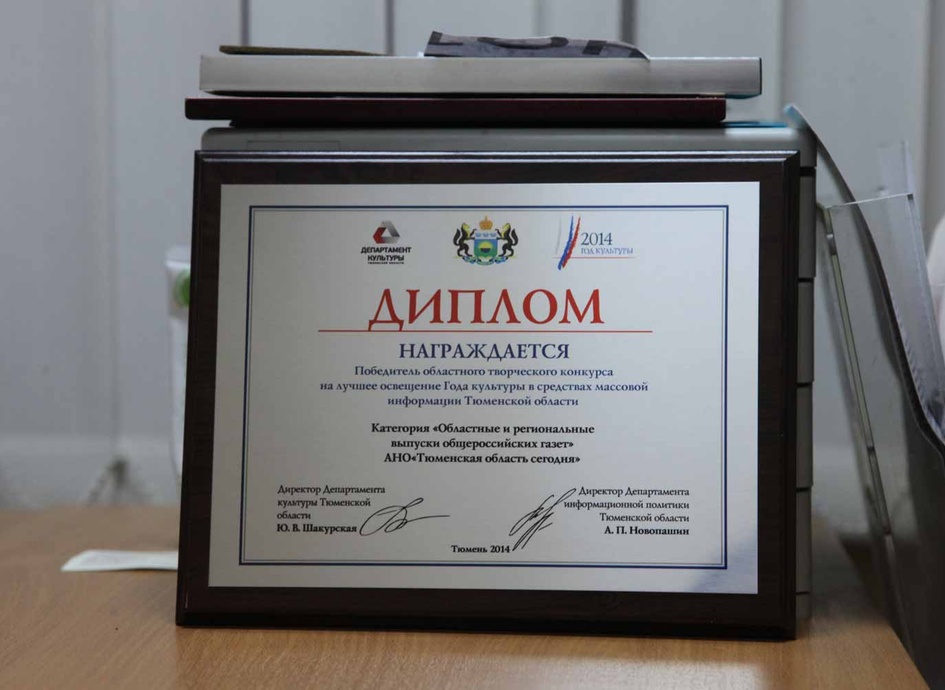 ДЕПАРТАМЕНТ
КУЛЬТУРЫ
ТЮМЕНСКОЙ ОБЛАСТИ
2014
ГОД КУЛЬТУРЫ
ДИПЛОМ
НАГРАЖДАЕТСЯ
Победитель областного творческого конкурса
на лучшее освещение Года культуры в средствах массовой
информации Тюменской области
Категория «Областные и региональные
выпуски общероссийских газет»
АНО«Тюменская область сегодня»
Директор Департамента
культуры Тюменской
области
Ю. В. Шакурская
Директор Департамента
информационной политики
Тюменской области
А. П. Новопашин
Тюмень 2014